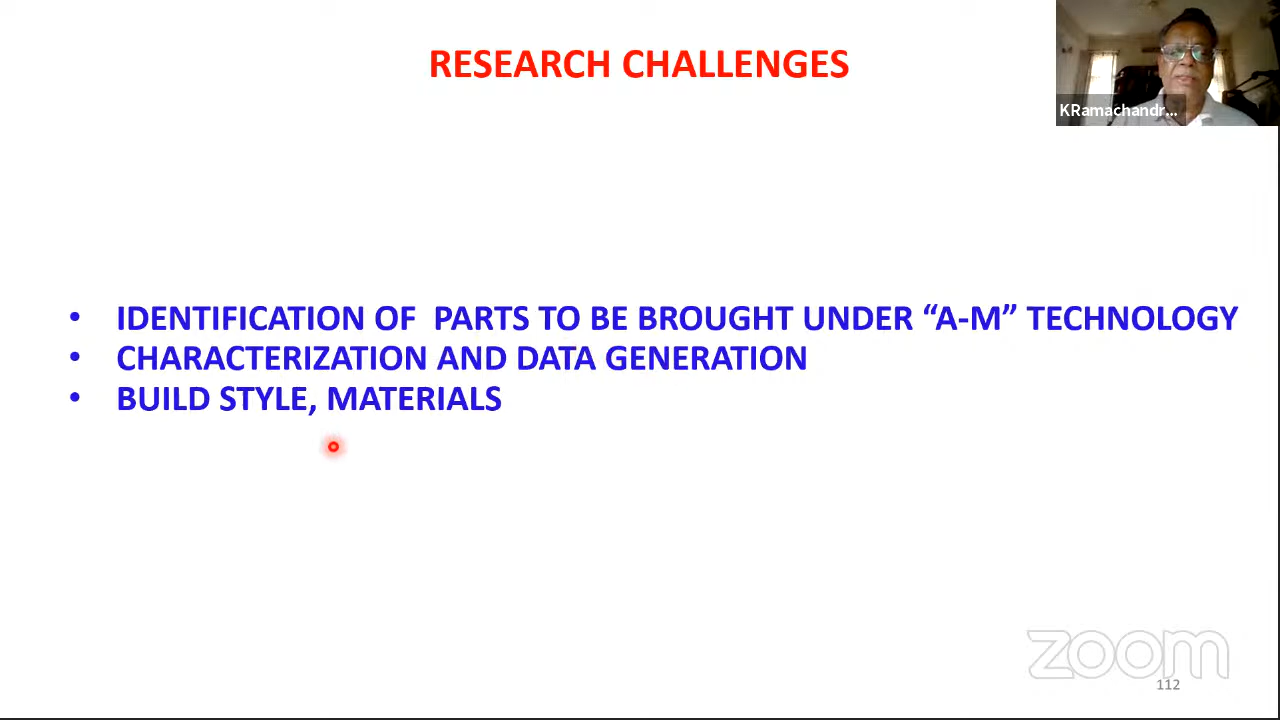 RESEARCH CHALLENGES
KRamachandr...
• IDENTIFICATION OF  PARTS TO BE BROUGHT UNDER “A-M” TECHNOLOGY
• CHARACTERIZATION AND DATA GENERATION
• BUILD STYLE, MATERIALS
zoom
112